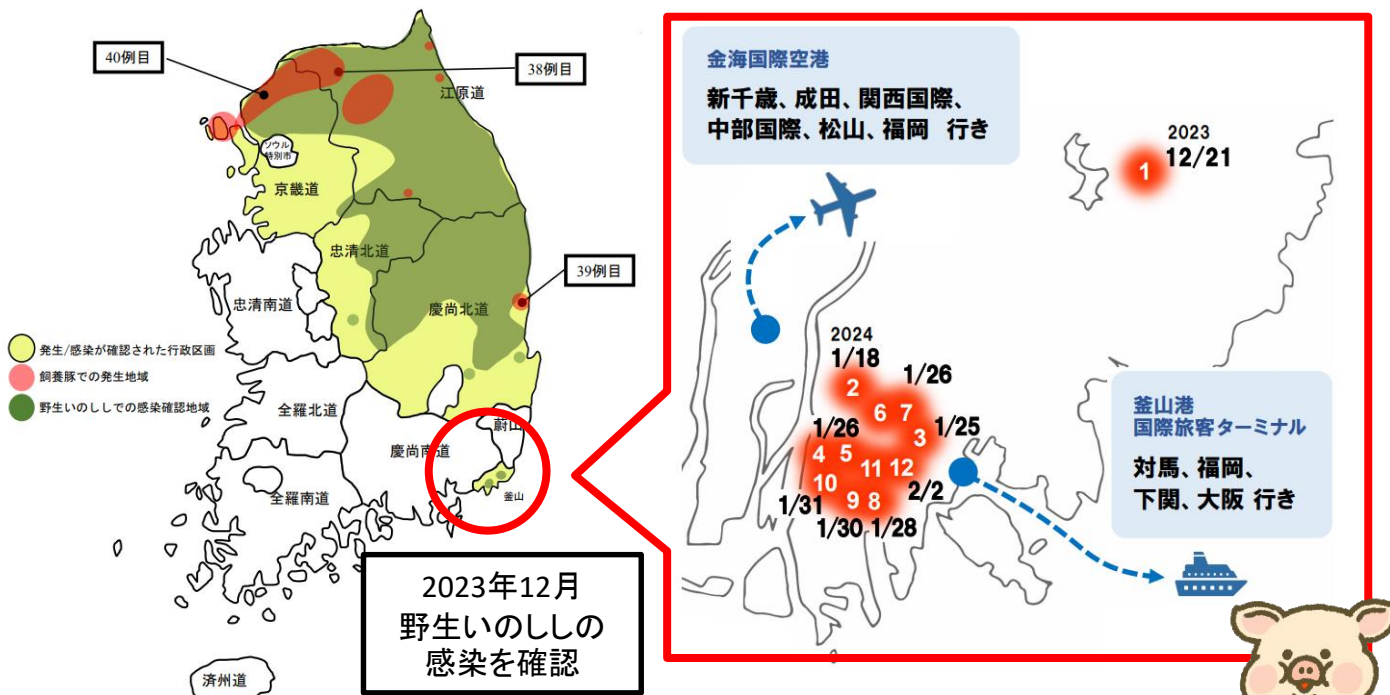 40例目
38例目
江原道
ソウル
特別市
京畿道
忠清北道
39例目
忠清南道
慶尚北道
発生/感染が確認された行政区画
飼養豚での発生地域
野生いのししでの感染確認地域
全羅北道
蔚山
慶尚南道
全羅南道
釜山
済州道
2023年12月
野生いのししの
感染を確認
金海国際空港
新千歳、成田、関西国際、
中部国際、松山、福岡 行き
2023
12/21
1
2024
1/18
2
1/26
6
7
3
1/25
1/26
4
5
11
12
2/2
10
1/31
9
8
1/30
1/28
釜山港
国際旅客ターミナル
対馬、福岡、
下関、大阪 行き